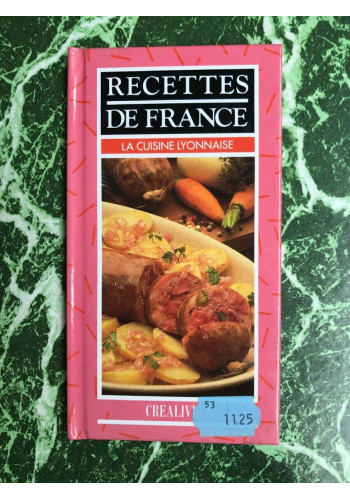 RECETTES
DE FRANCE
LA CUISINE LYONNAISE
53
11.25